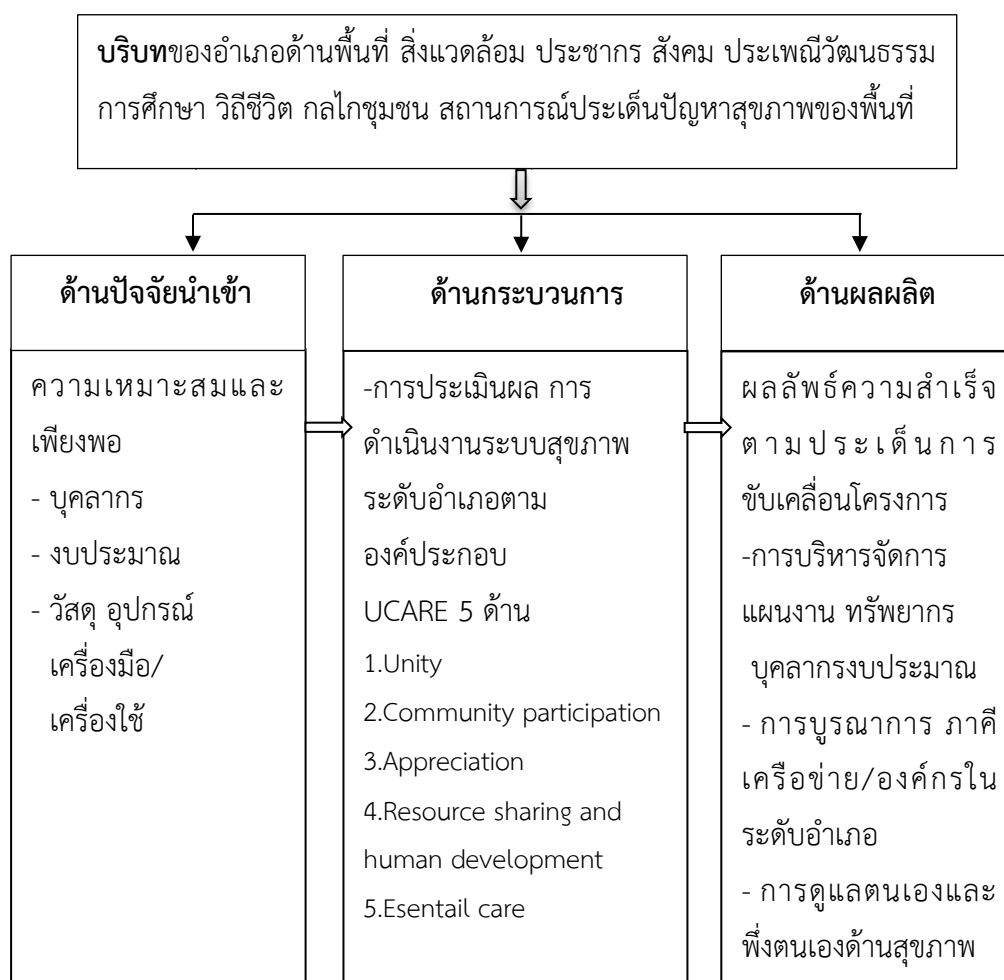 บริบทของอำเภอด้านพื้นที่ สิ่งแวดล้อม ประชากร สังคม ประเพณีวัฒนธรรม
การศึกษา วิถีชีวิต กลไกชุมชน สถานการณ์ประเด็นปัญหาสุขภาพของพื้นที่
ด้านปัจจัยนำเข้า
ความเหมาะสมและ
เพียงพอ
- บุคลากร
- งบประมาณ
- วัสดุ อุปกรณ์
เครื่องมือ/
เครื่องใช้
ด้านกระบวนการ
-การประเมินผล การ
ดำเนินงานระบบสุขภาพ
ระดับอำเภอตาม
องค์ประกอบ
UCARE 5 ด้าน
1.Unity
2.Community participation
3.Appreciation
4.Resource sharing and
human development
5.Esentail care
ด้านผลผลิต
ผลลัพธ์ความสำเร็จ
ตามประเด็นการ
ขับเคลื่อนโครงการ
-การบริหารจัดการ
แผนงาน ทรัพยากร
บุคลากรงบประมาณ
- การบูรณาการ ภาคี
เครือข่าย/องค์กรใน
ระดับอำเภอ
- การดูแลตนเองและ
พึ่งตนเองด้านสุขภาพ